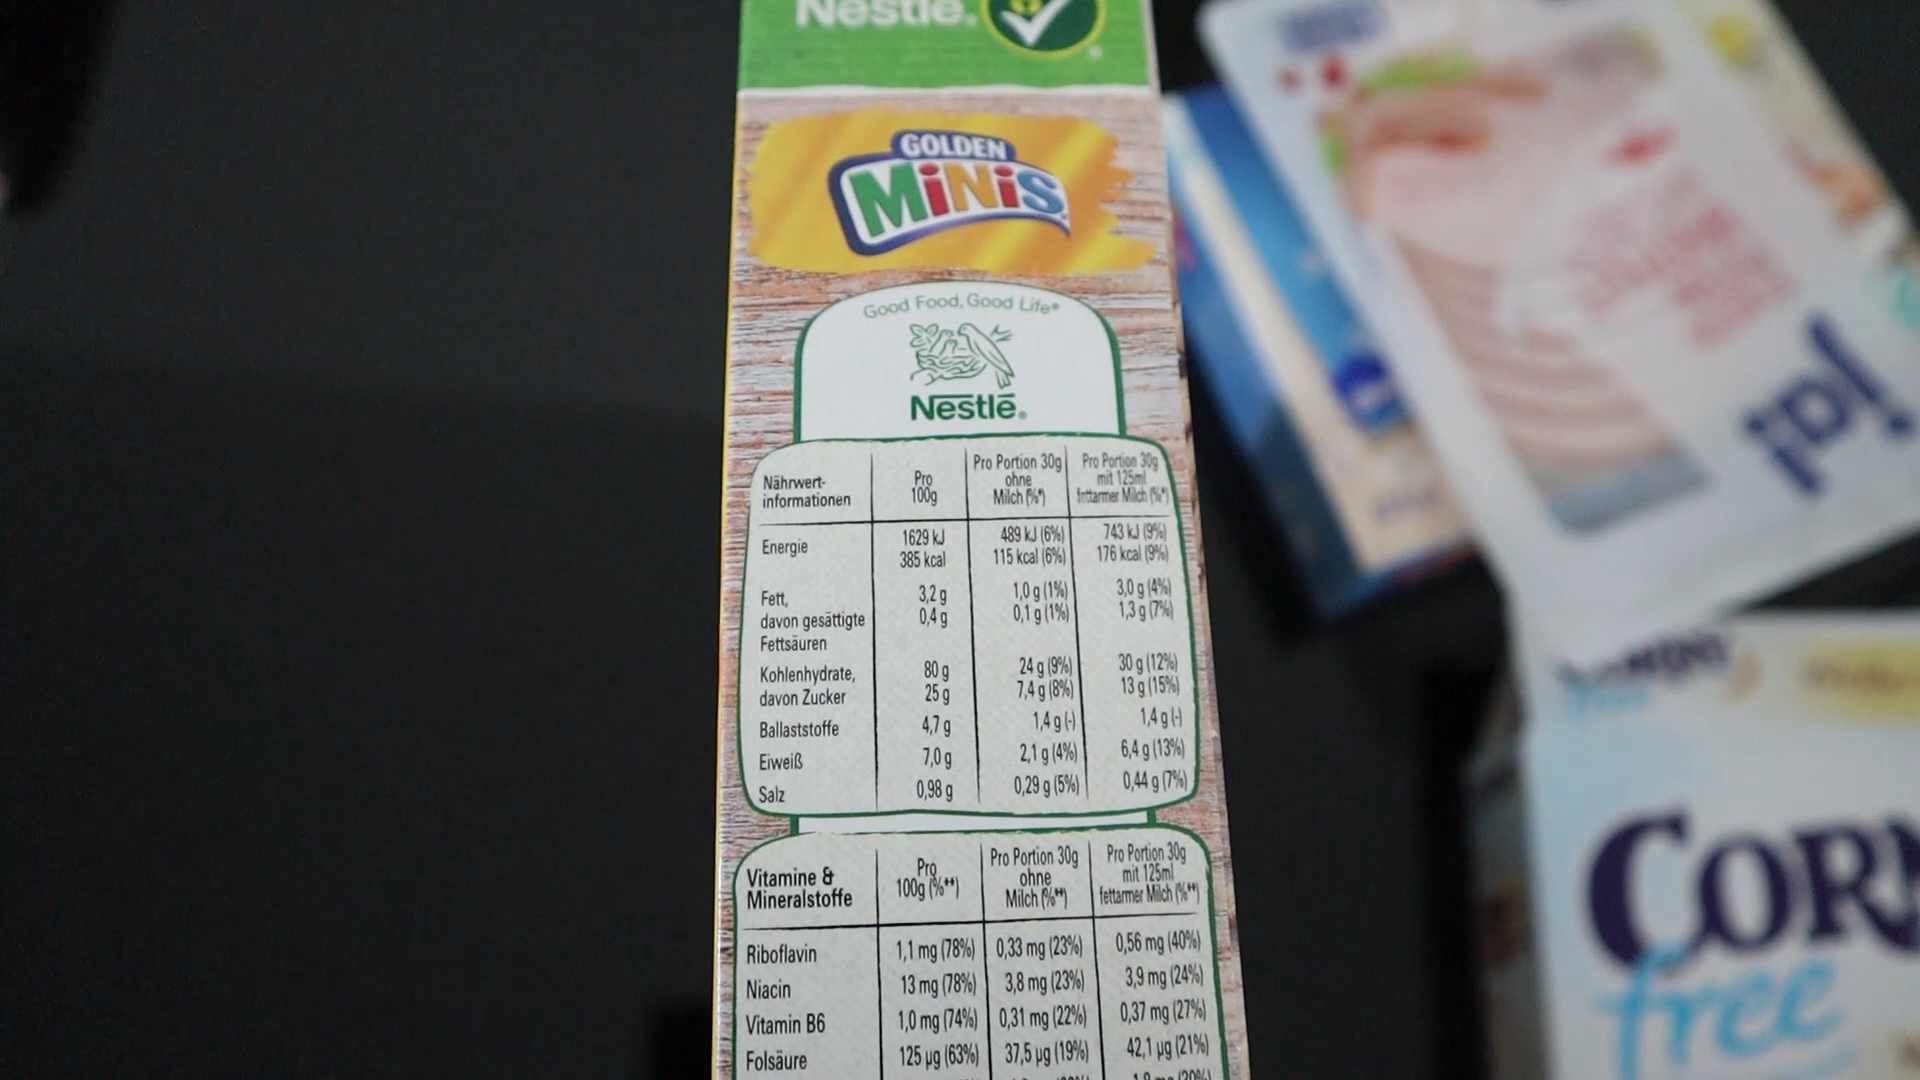 Nestlé.
GOLDEN
MiNiS
Good Food, Good Life®
Nestlé®
Nährwert-
informationen
Pro
100g
Pro Portion 30g
ohne
Milch (%*)
Pro Portion 30g
mit 125ml
fettarmer Milch (%*)
Energie 1629 kJ 489 kJ (6%) 743 kJ (9%)
385 kcal 115 kcal (6%) 176 kcal (9%)
Fett, 3,2 g 1,0 g (1%) 3,0 g (4%)
davon gesättigte 0,4 g 0,1 g (1%) 1,3 g (7%)
Fettsäuren
Kohlenhydrate, 80 g 24 g (9%) 30 g (12%)
davon Zucker 25 g 7,4 g (8%) 13 g (15%)
Ballaststoffe 4,7 g 1,4 g (-) 1,4 g (-)
Eiweiß 7,0 g 2,1 g (4%) 6,4 g (13%)
Salz 0,98 g 0,29 g (5%) 0,44 g (7%)
Vitamine &
Mineralstoffe
Pro
100g (%**)
Pro Portion 30g
ohne
Milch (%**)
Pro Portion 30g
mit 125ml
fettarmer Milch (%**)
Riboflavin 1,1 mg (78%) 0,33 mg (23%) 0,56 mg (40%)
Niacin 13 mg (78%) 3,8 mg (23%) 3,9 mg (24%)
Vitamin B6 1,0 mg (74%) 0,31 mg (22%) 0,37 mg (27%)
Folsäure 125 µg (63%) 37,5 µg (19%) 42,1 µg (21%)
ja!
CORN
free